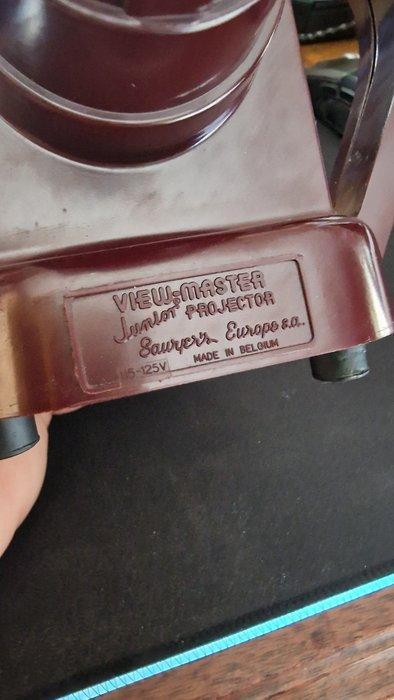 VIEW-MASTER
Junior PROJECTOR
Sawyer's Europe s.a.
MADE IN BELGIUM
115-125V